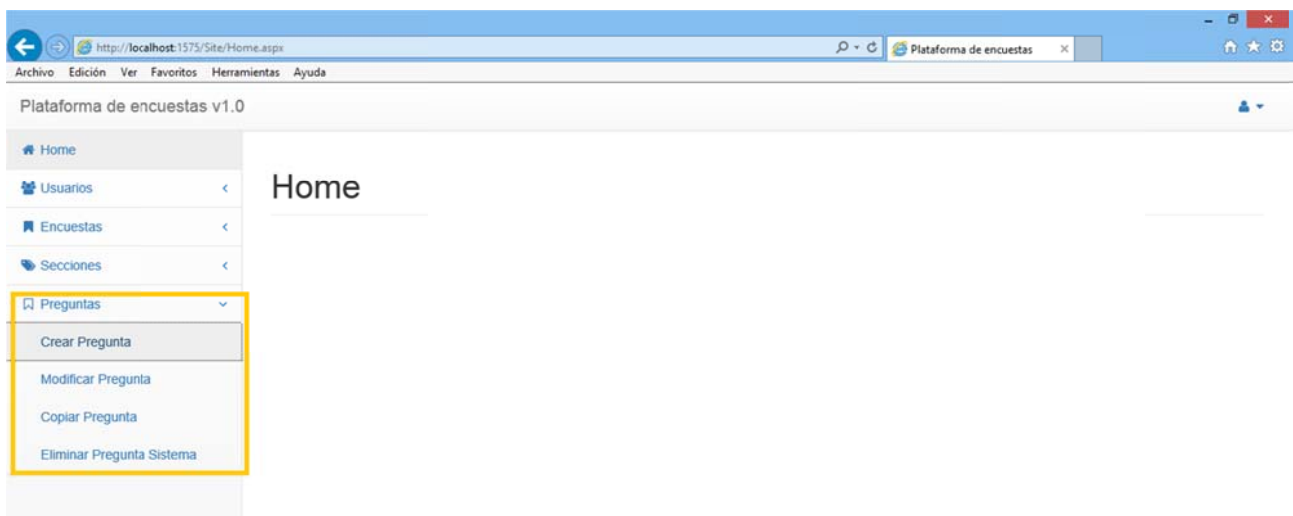 http://localhost:1575/Site/Home.aspx
Plataforma de encuestas
Archivo Edición Ver Favoritos Herramientas Ayuda
Plataforma de encuestas v1.0
Home
Usuarios
Home
Encuestas
Secciones
Preguntas
Crear Pregunta
Modificar Pregunta
Copiar Pregunta
Eliminar Pregunta Sistema